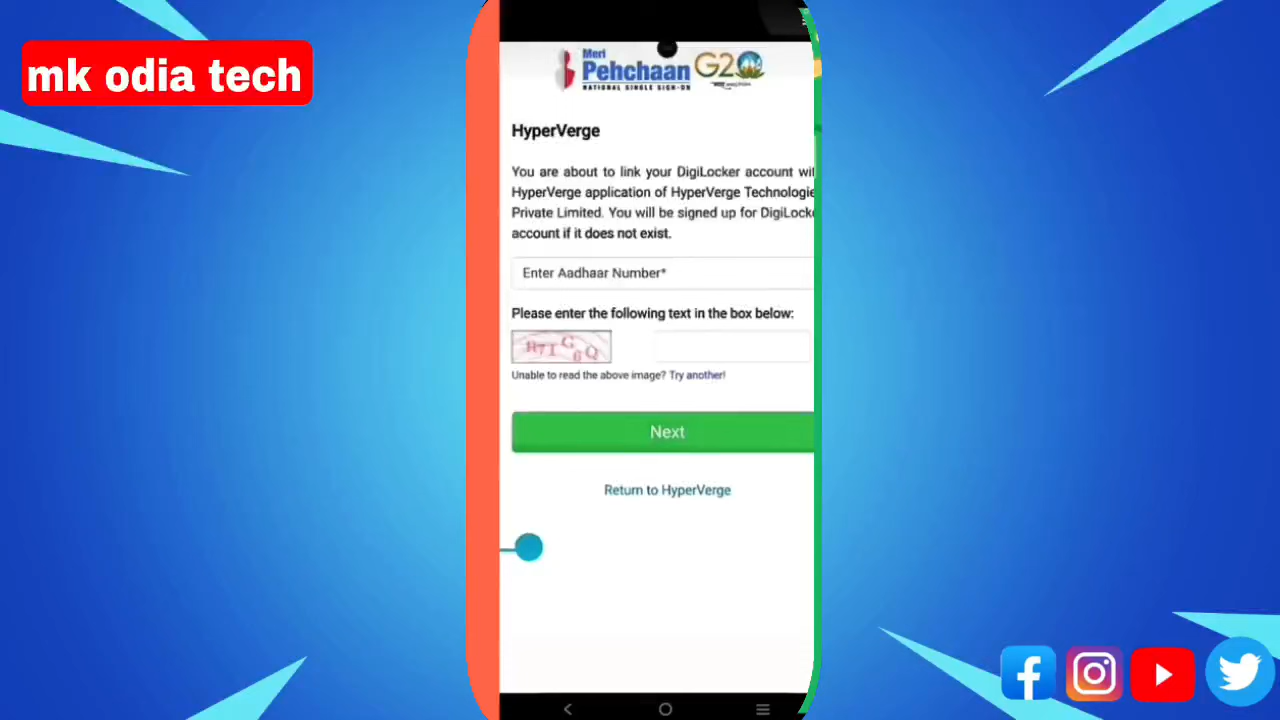 mk odia tech
Meri
Pehchaan
NATIONAL SINGLE SIGN-ON
G20
HyperVerge
You are about to link your DigiLocker account wit
HyperVerge application of HyperVerge Technologie
Private Limited. You will be signed up for DigiLocke
account if it does not exist.
Enter Aadhaar Number*
Please enter the following text in the box below:
Unable to read the above image? Try another!
Next
Return to HyperVerge